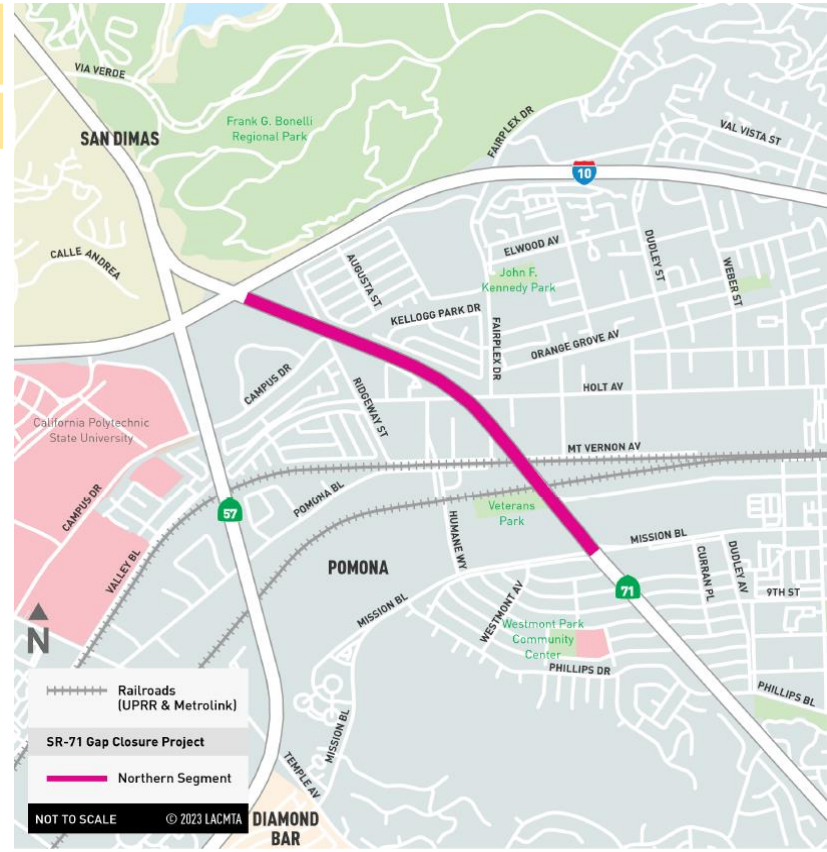 VIA VERDE
SAN DIMAS
Frank G. Bonelli
Regional Park
FAIRPLEX DR
VAL VISTA ST
10
CALLE ANDREA
AUGUSTA ST
ELWOOD AV
DUDLEY ST
WEBER ST
John F.
Kennedy Park
KELLOGG PARK DR
FAIRPLEX DR
ORANGE GROVE AV
CAMPUS DR
RIDGEWAY ST
HOLT AV
California Polytechnic
State University
MT VERNON AV
CAMPUS DR
57
POMONA BL
Veterans
Park
VALLEY BL
HUMANE WY
MISSION BL
POMONA
CURRAN PL
DUDLEY AV
71
9TH ST
MISSION BL
WESTMONT AV
Westmont Park
Community
Center
PHILLIPS DR
PHILLIPS BL
N
MISSION BL
TEMPLE AV
DIAMOND
BAR
Railroads
(UPRR & Metrolink)
SR-71 Gap Closure Project
Northern Segment
NOT TO SCALE © 2023 LACMTA